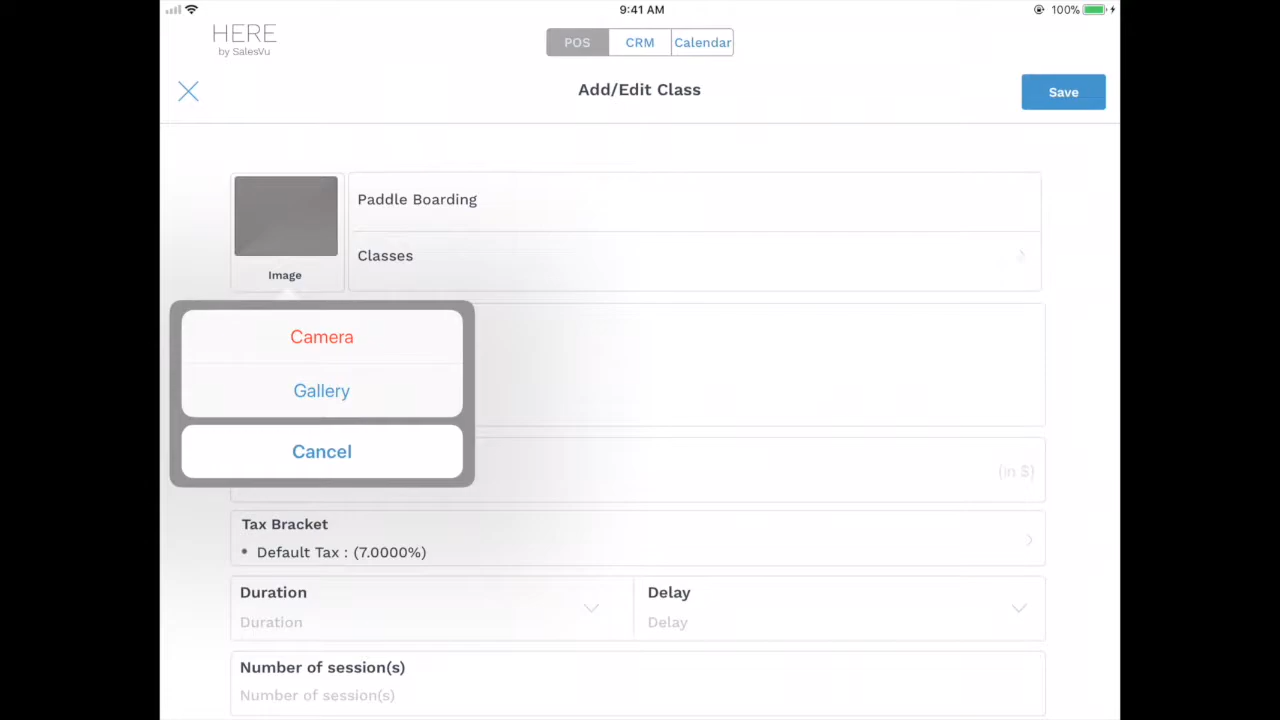 9:41 AM
100%
HERE
by SalesVu
POS
CRM
Calendar
Add/Edit Class
Save
Paddle Boarding
Classes
Image
Camera
Gallery
Cancel
(in $)
Tax Bracket
• Default Tax : (7.0000%)
Duration
Duration
Delay
Delay
Number of session(s)
Number of session(s)